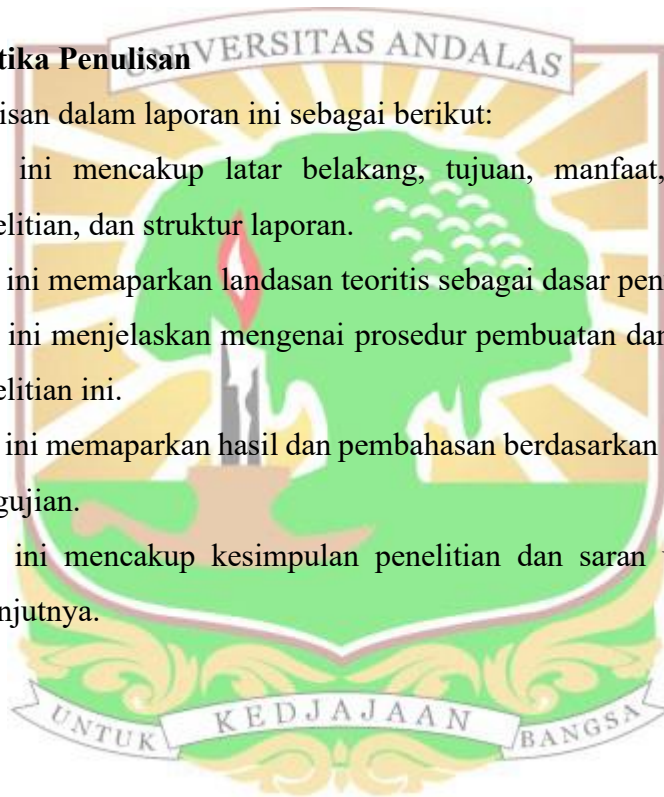 UNIVERSITAS ANDALAS
tika Penulisan
isan dalam laporan ini sebagai berikut:
ini mencakup latar belakang, tujuan, manfaat,
elitian, dan struktur laporan.
ini memaparkan landasan teoritis sebagai dasar pen
ini menjelaskan mengenai prosedur pembuatan dan
elitian ini.
ini memaparkan hasil dan pembahasan berdasarkan
gujian.
ini mencakup kesimpulan penelitian dan saran
njutnya.
UNTUK KEDJAJAAN BANGSA